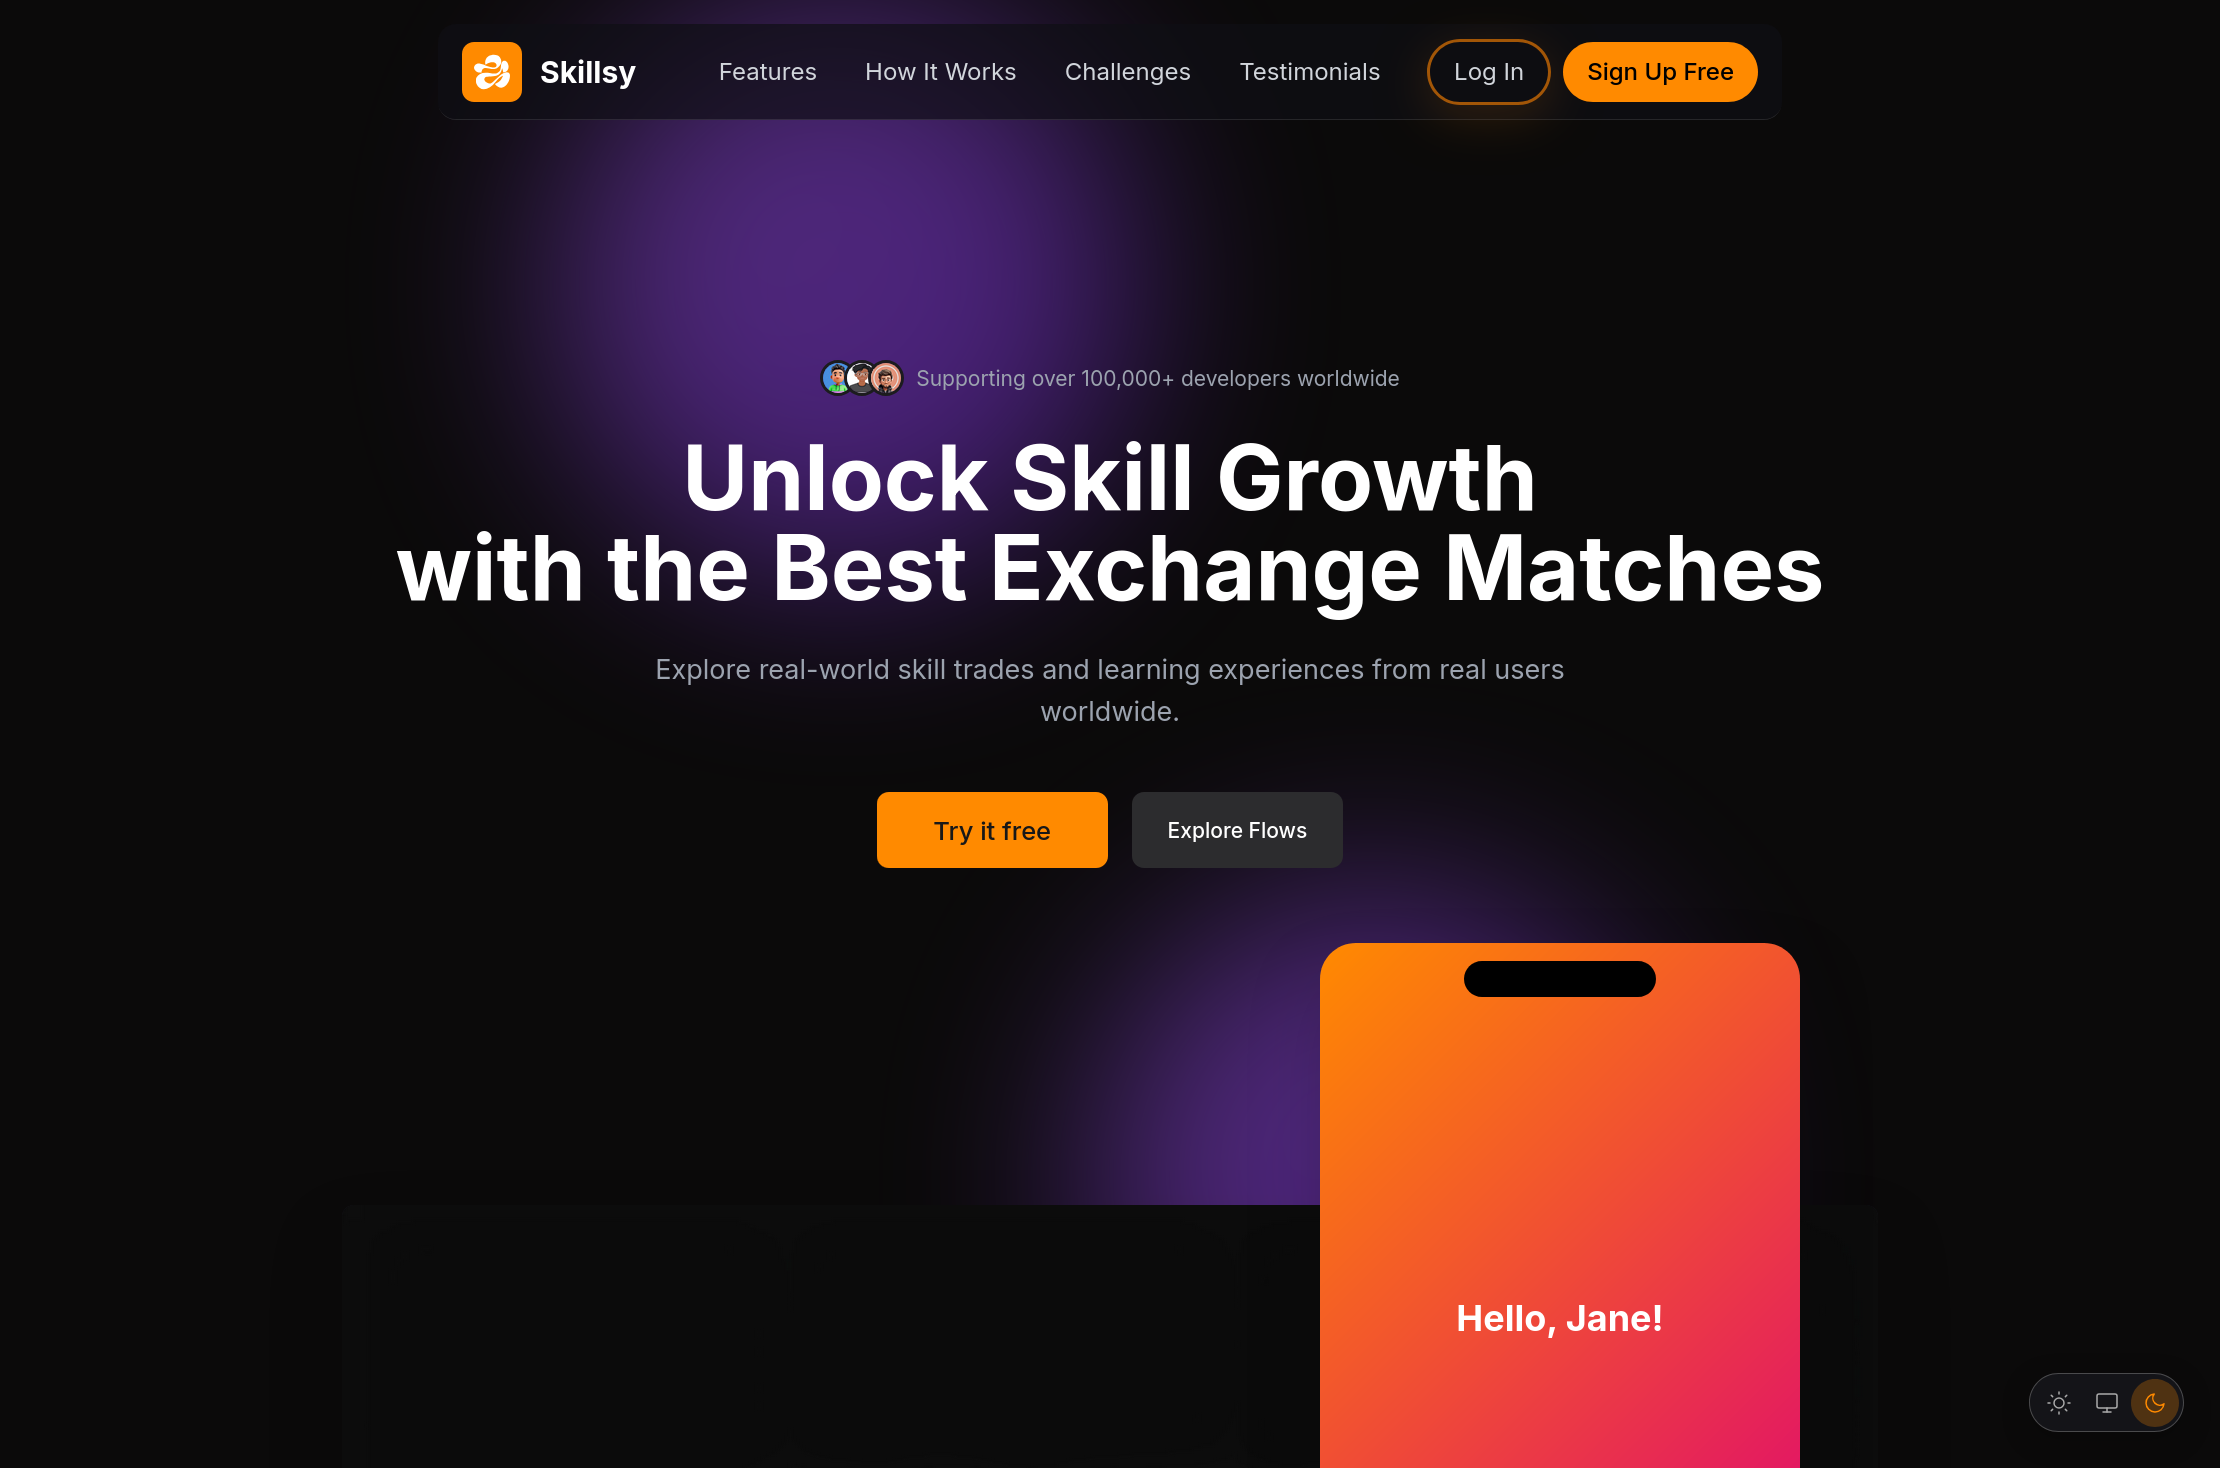 Skillsy
Features
How It Works
Challenges
Testimonials
Log In
Sign Up Free
Supporting over 100,000+ developers worldwide
Unlock Skill Growth
with the Best Exchange Matches
Explore real-world skill trades and learning experiences from real users
worldwide.
Try it free
Explore Flows
Hello, Jane!